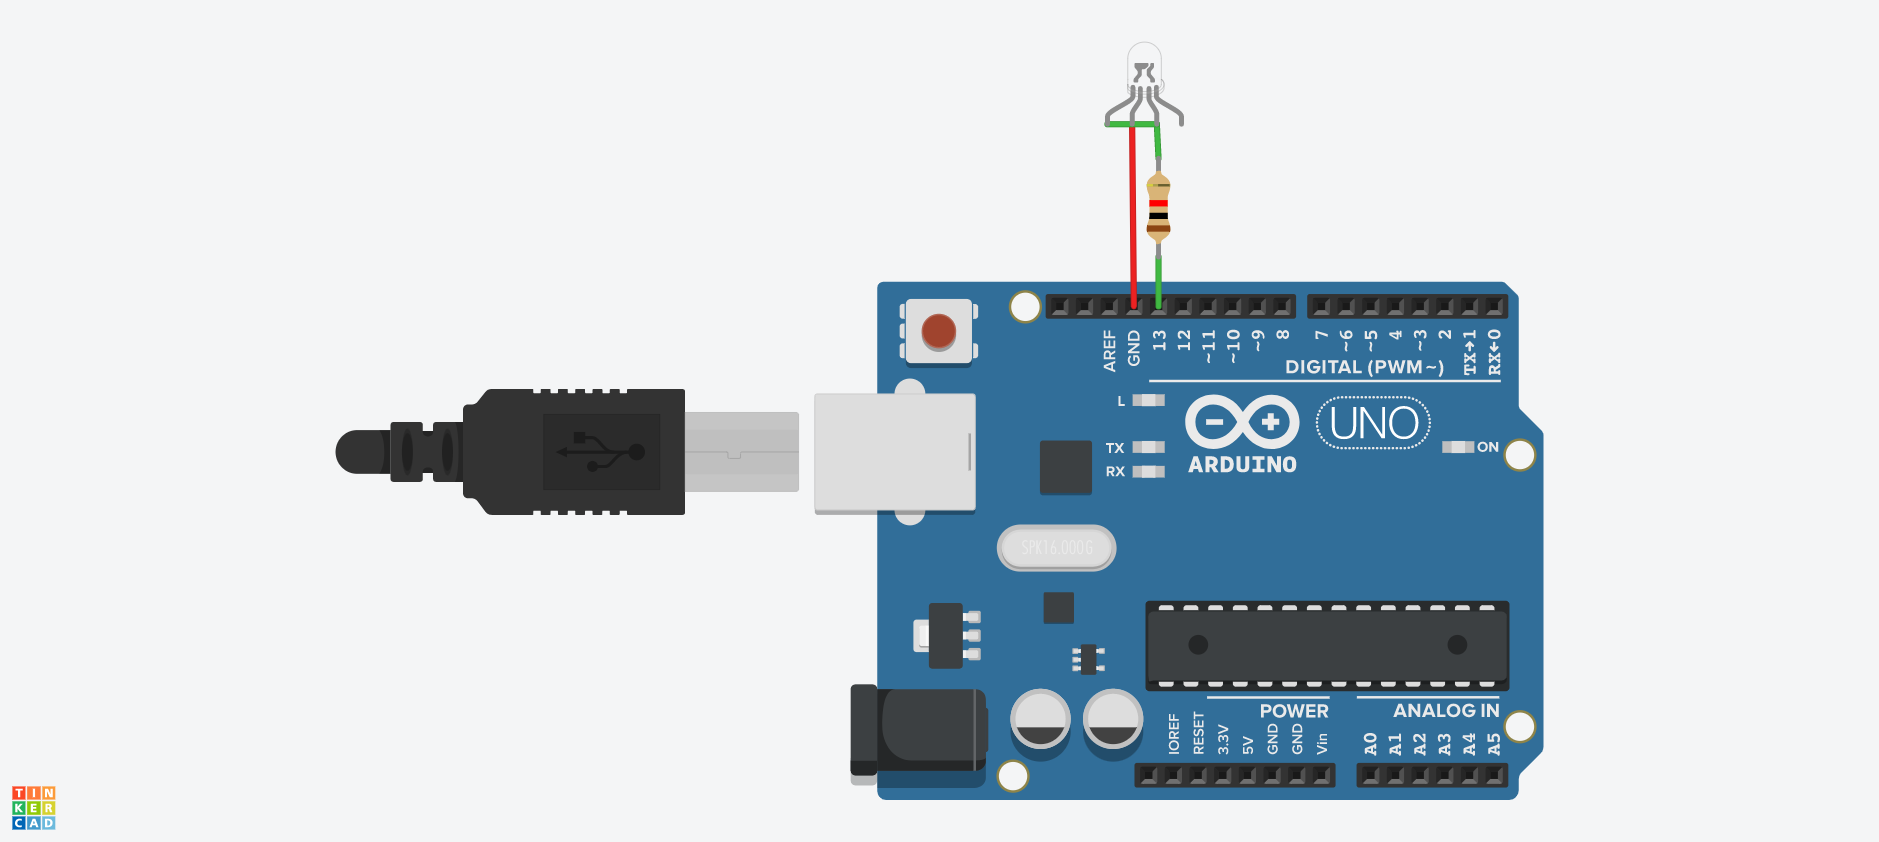 AREF
GND
13
12
~11
~10
~9
8
7
~6
~5
4
~3
2
TX→1
RX←0
DIGITAL (PWM~)
L
TX
RX
UNO
ON
ARDUINO
SPK16.000G
POWER
ANALOG IN
IOREF
RESET
3.3V
5V
GND
GND
Vin
A0
A1
A2
A3
A4
A5
TIN
KER
CAD